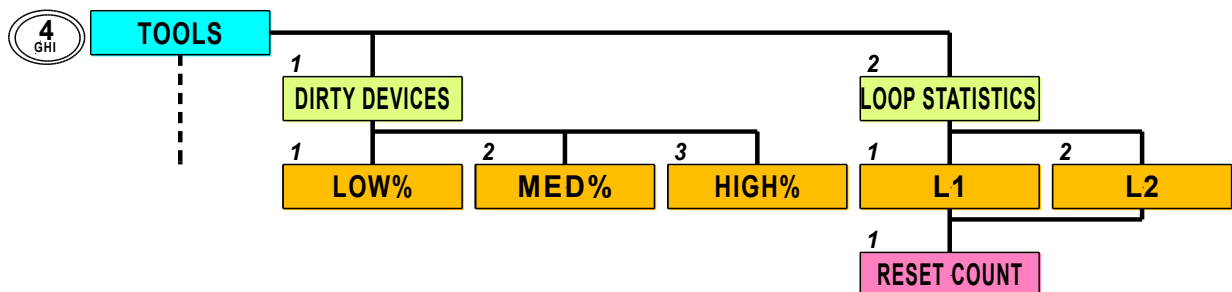 4
GHI
TOOLS
1
DIRTY DEVICES
2
LOOP STATISTICS
1
LOW%
2
MED%
3
HIGH%
1
L1
2
L2
1
RESET COUNT